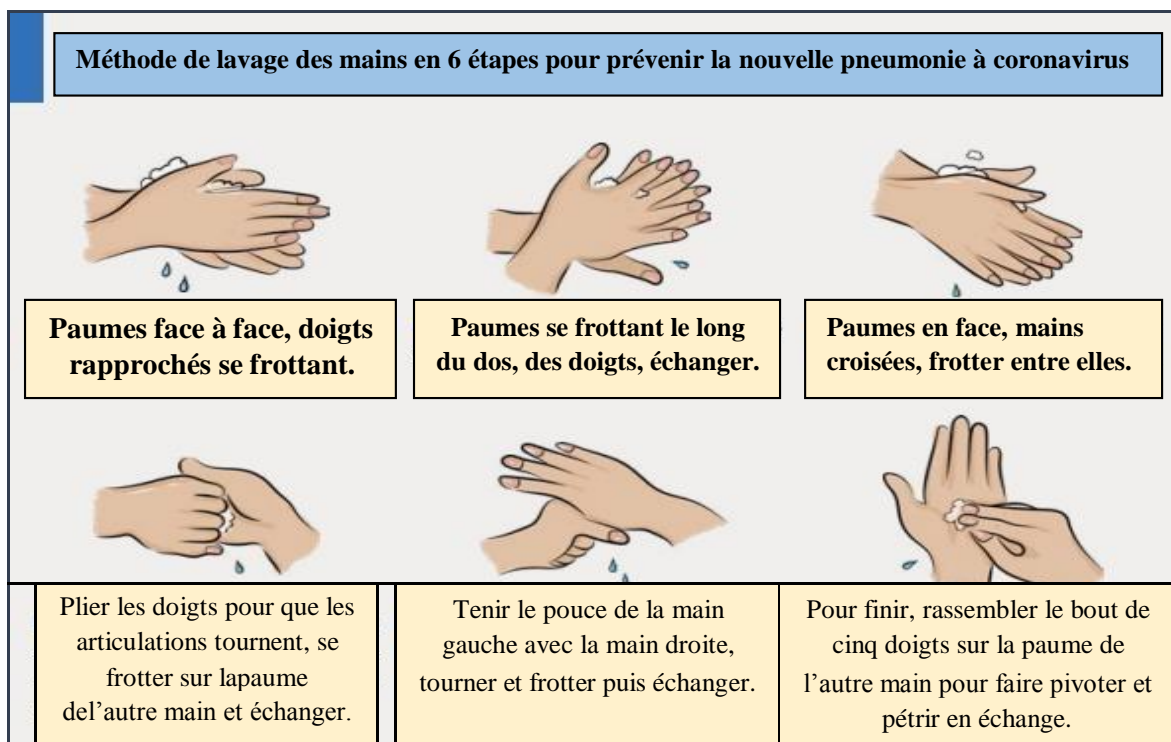 Méthode de lavage des mains en 6 étapes pour prévenir la nouvelle pneumonie à coronavirus
Paumes face à face, doigts
rapprochés se frottant.
Paumes se frottant le long
du dos, des doigts, échanger.
Paumes en face, mains
croisées, frotter entre elles.
Plier les doigts pour que les
articulations tournent, se
frotter sur lapaume
del’autre main et échanger.
Tenir le pouce de la main
gauche avec la main droite,
tourner et frotter puis échanger.
Pour finir, rassembler le bout de
cinq doigts sur la paume de
l’autre main pour faire pivoter et
pétrir en échange.